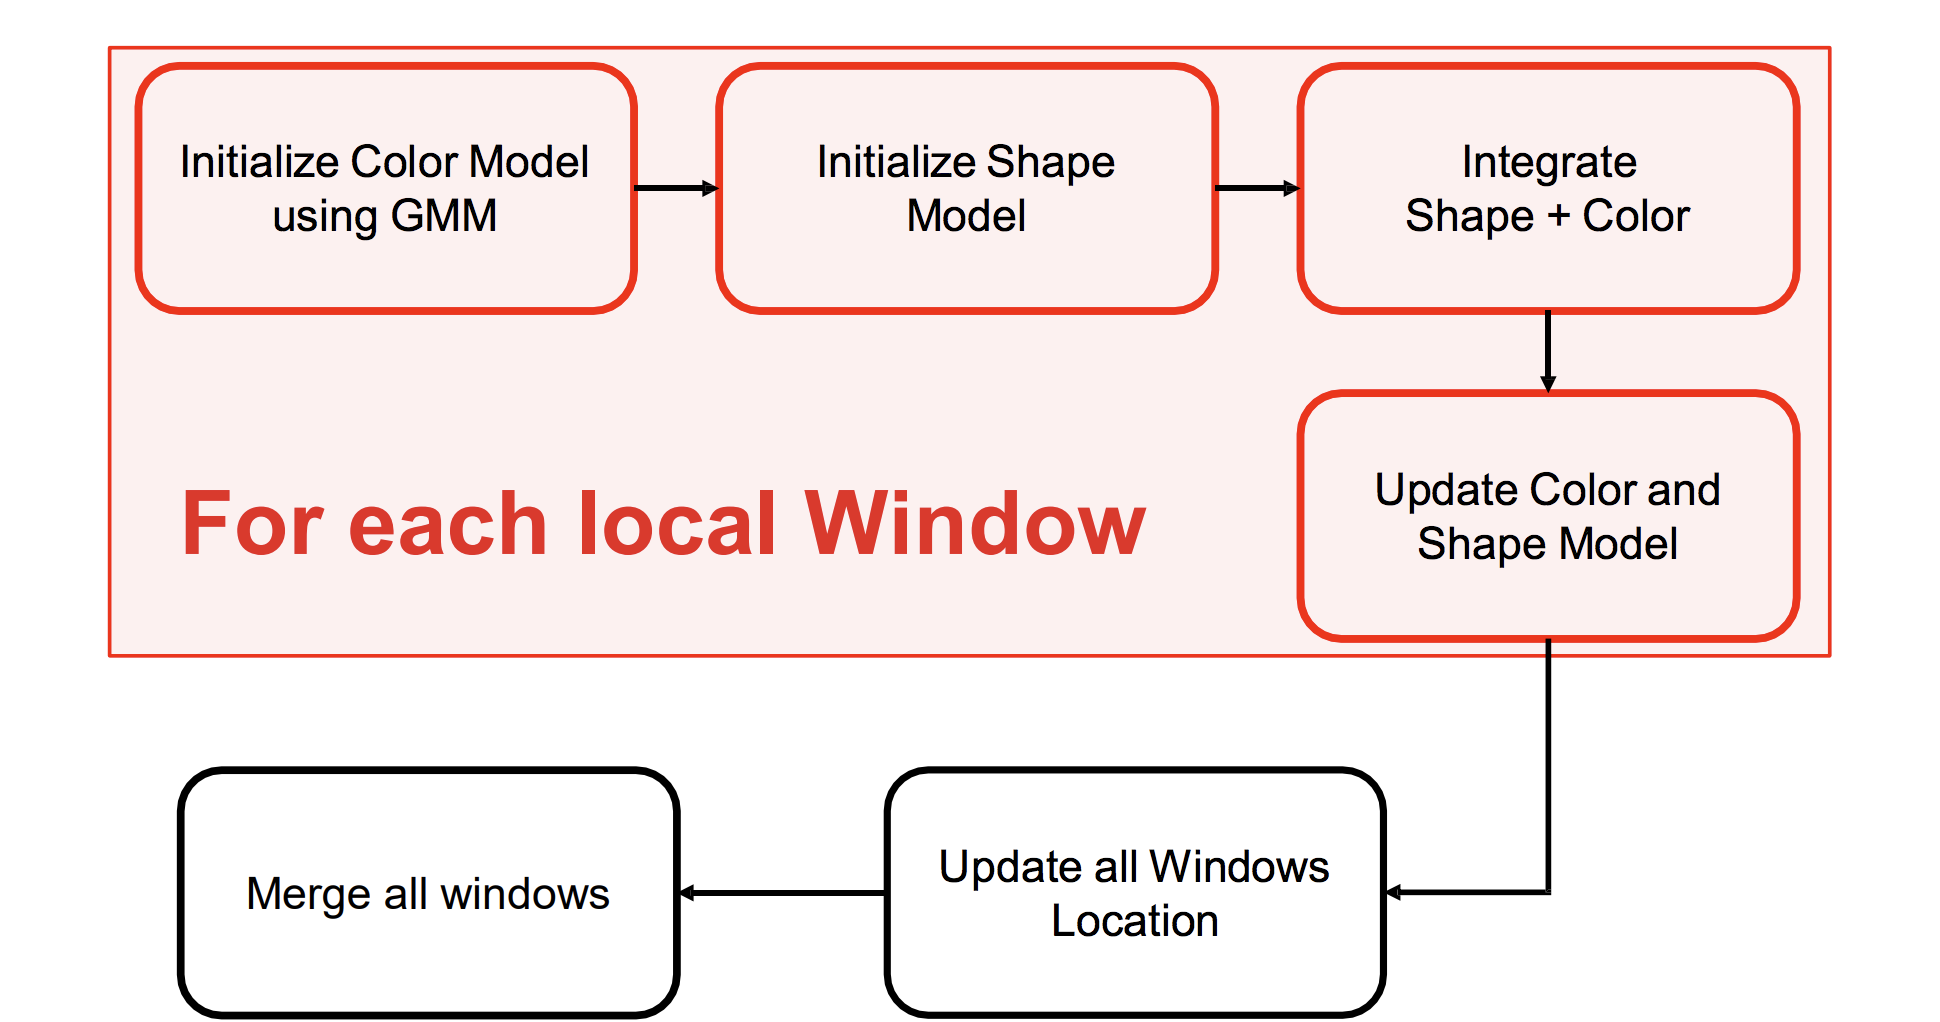 Initialize Color Model
using GMM
Initialize Shape
Model
Integrate
Shape + Color
For each local Window
Update Color and
Shape Model
Update all Windows
Location
Merge all windows